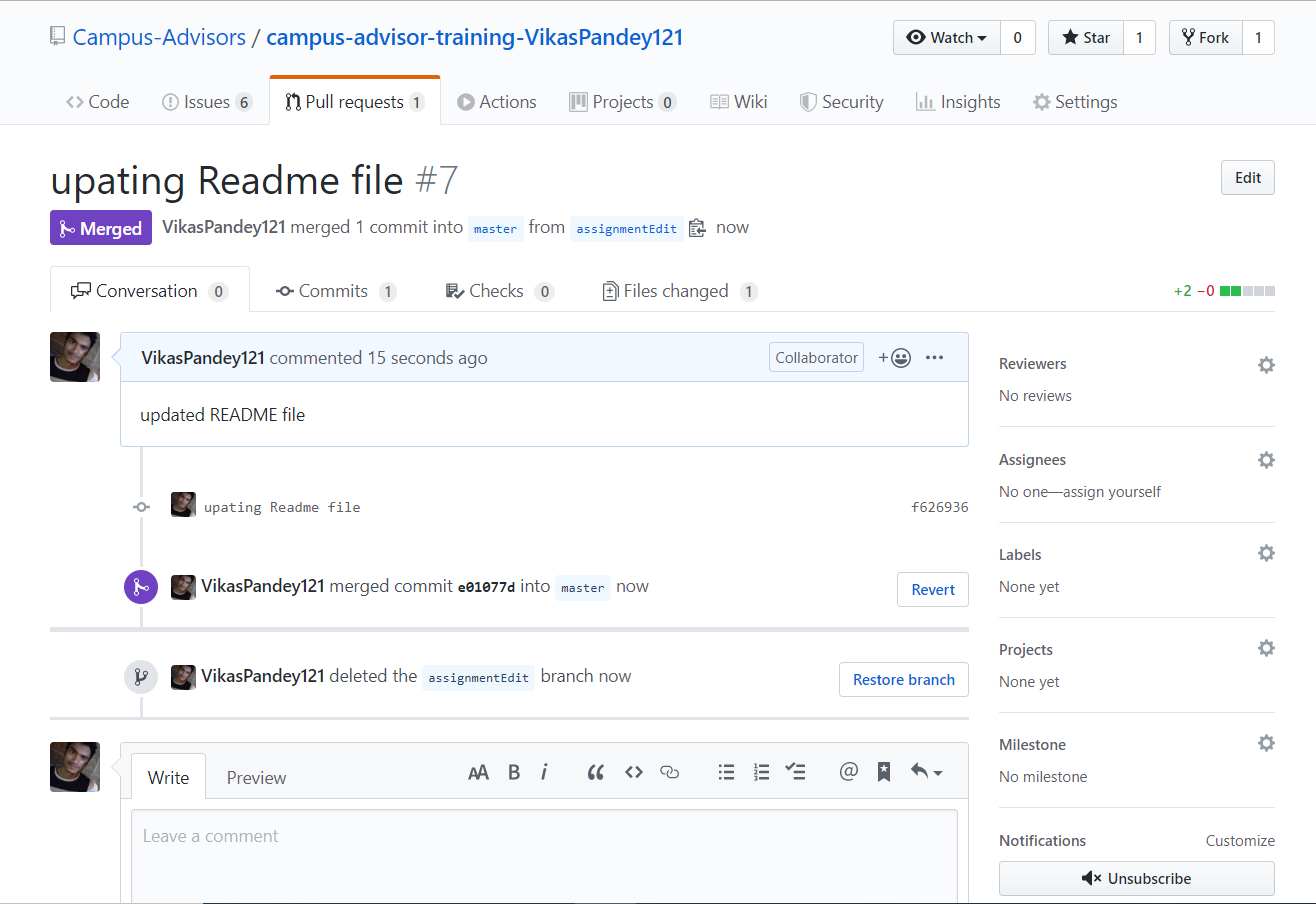 Campus-Advisors / campus-advisor-training-VikasPandey121
Watch 0 Star 1 Fork 1
Code Issues 6 Pull requests 1 Actions Projects 0 Wiki Security Insights Settings
upating Readme file #7
Edit
Merged VikasPandey121 merged 1 commit into master from assignmentEdit now
Conversation 0 Commits 1 Checks 0 Files changed 1
+2 −0
VikasPandey121 commented 15 seconds ago Collaborator
updated README file
upating Readme file f626936
VikasPandey121 merged commit e01077d into master now Revert
VikasPandey121 deleted the assignmentEdit branch now Restore branch
Write Preview
Leave a comment
Reviewers
No reviews
Assignees
No one—assign yourself
Labels
None yet
Projects
None yet
Milestone
No milestone
Notifications Customize
Unsubscribe